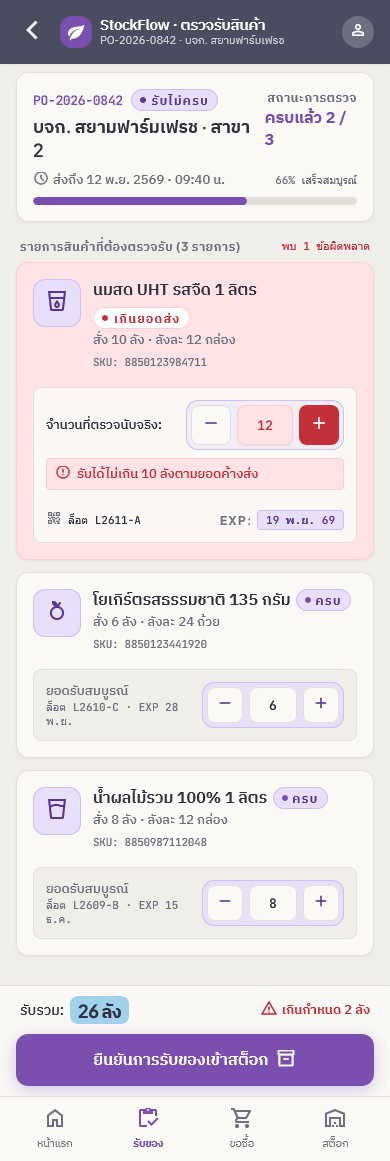 StockFlow · ตรวจรับสินค้า
PO-2026-0842 · บจก. สยามฟาร์มเฟรช
PO-2026-0842 รับไม่ครบ
สถานะการตรวจ
บจก. สยามฟาร์มเฟรช · สาขา
2
ครบแล้ว 2 /
3
ส่งถึง 12 พ.ย. 2569 · 09:40 น.
66% เสร็จสมบูรณ์
รายการสินค้าที่ต้องตรวจรับ (3 รายการ)
พบ 1 ข้อผิดพลาด
นมสด UHT รสจืด 1 ลิตร
เกินยอดส่ง
สั่ง 10 ลัง · ลังละ 12 กล่อง
SKU: 8850123984711
จำนวนที่ตรวจนับจริง:
− 12 +
รับได้ไม่เกิน 10 ลังตามยอดค้างส่ง
ล็อต L2611-A
EXP: 19 พ.ย. 69
โยเกิร์ตรสธรรมชาติ 135 กรัม ครบ
สั่ง 6 ลัง · ลังละ 24 ถ้วย
SKU: 8850123441920
ยอดรับสมบูรณ์
ล็อต L2610-C · EXP 28
พ.ย.
− 6 +
น้ำผลไม้รวม 100% 1 ลิตร ครบ
สั่ง 8 ลัง · ลังละ 12 กล่อง
SKU: 8850987112048
ยอดรับสมบูรณ์
ล็อต L2609-B · EXP 15
ธ.ค.
− 8 +
รับรวม: 26 ลัง
เกินกำหนด 2 ลัง
ยืนยันการรับของเข้าสต็อก
หน้าแรก
รับของ
ขอซื้อ
สต็อก